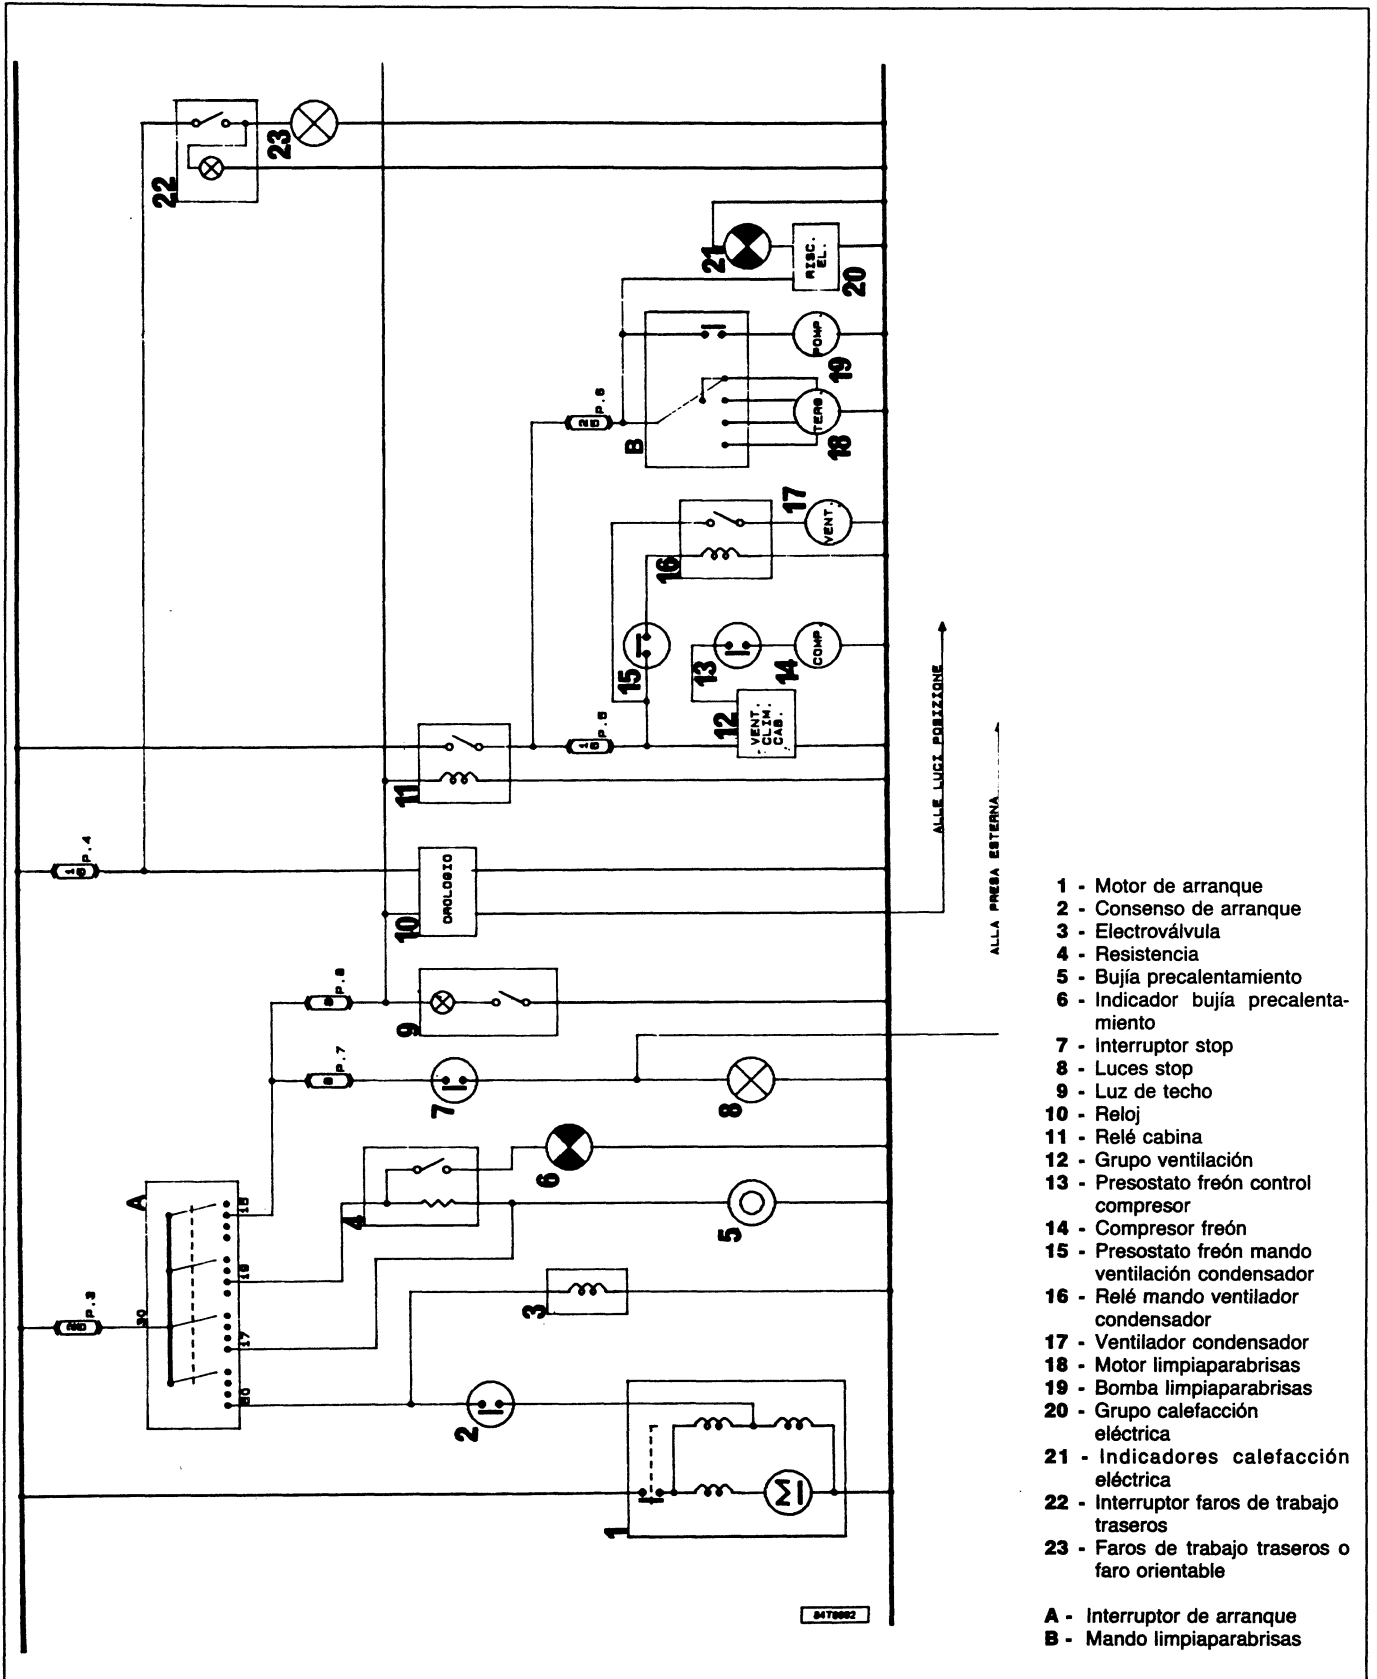 22
23
21
RISC.
EL.
20
POMP.
19
25
P.6
B
TERG.
18
17
VENT.
16
15
13
14
COMP.
12
VENT.
CLIM.
CAB.
15
P.5
11
ALLE LUCI POSIZIONE
15
P.4
OROLOGIO
10
ALLA PRESA ESTERNA
8
P.8
9
8
P.7
7
8
A
15
4
6
19
5
P.3
30
3
17
50
2
1
1 - Motor de arranque
2 - Consenso de arranque
3 - Electroválvula
4 - Resistencia
5 - Bujía precalentamiento
6 - Indicador bujía precalenta-
miento
7 - Interruptor stop
8 - Luces stop
9 - Luz de techo
10 - Reloj
11 - Relé cabina
12 - Grupo ventilación
13 - Presostato freón control
compresor
14 - Compresor freón
15 - Presostato freón mando
ventilación condensador
16 - Relé mando ventilador
condensador
17 - Ventilador condensador
18 - Motor limpiaparabrisas
19 - Bomba limpiaparabrisas
20 - Grupo calefacción
eléctrica
21 - Indicadores calefacción
eléctrica
22 - Interruptor faros de trabajo
traseros
23 - Faros de trabajo traseros o
faro orientable
A - Interruptor de arranque
B - Mando limpiaparabrisas